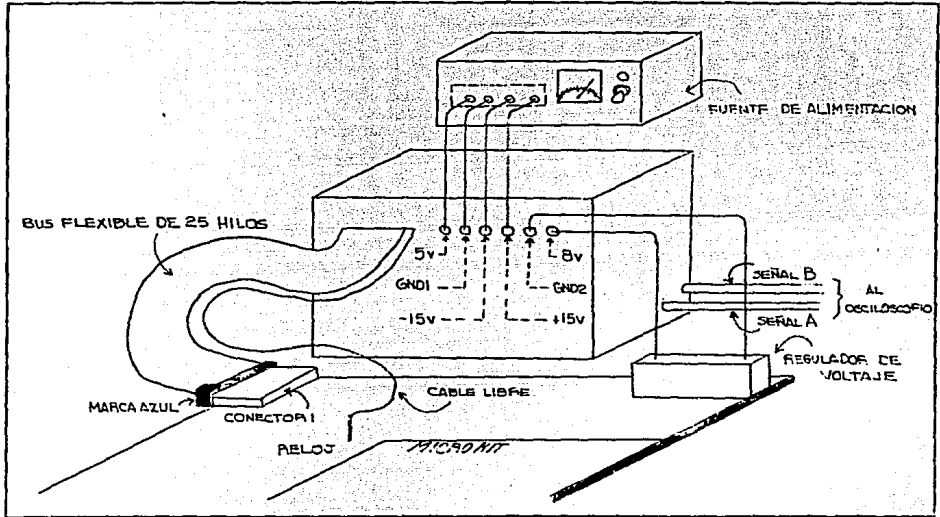 FUENTE DE ALIMENTACION
BUS FLEXIBLE DE 25 HILOS
5v
8v
GND1
GND2
-15v
+15v
SEÑAL B
AL
OSCILOSCOPIO
SEÑAL A
REGULADOR DE
VOLTAJE
MARCA AZUL
CONECTOR 1
CABLE LIBRE
RELOJ
MICROKIT